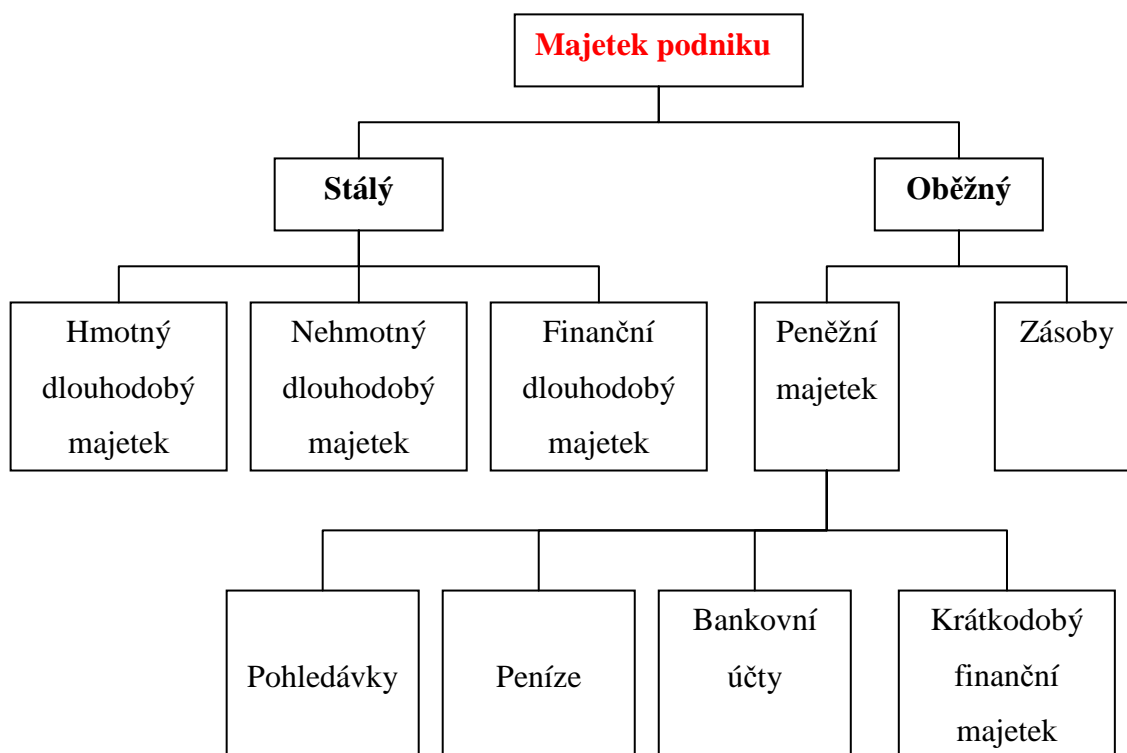 Majetek podniku
Stálý
Oběžný
Hmotný
dlouhodobý
majetek
Nehmotný
dlouhodobý
majetek
Finanční
dlouhodobý
majetek
Peněžní
majetek
Zásoby
Pohledávky
Peníze
Bankovní
účty
Krátkodobý
finanční
majetek